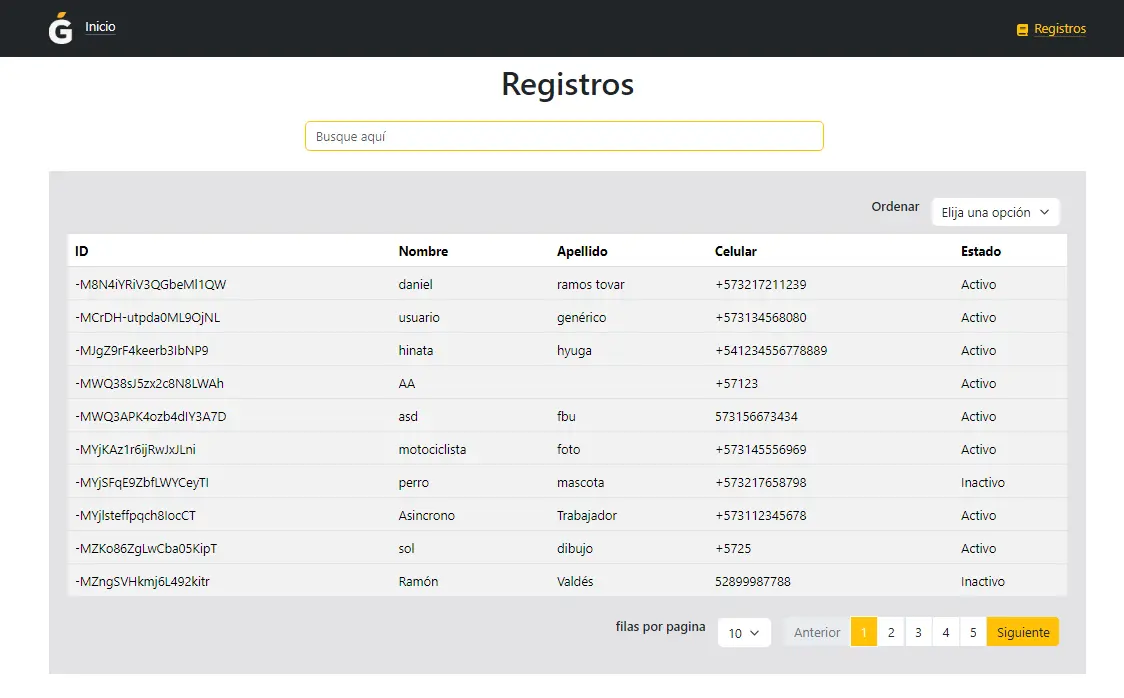 Ǵ Inicio Registros
Registros
Busque aquí
Ordenar Elija una opción
ID Nombre Apellido Celular Estado
-M8N4iYRiV3QGbeMl1QW daniel ramos tovar +573217211239 Activo
-MCrDH-utpda0ML9OjNL usuario genérico +573134568080 Activo
-MJgZ9rF4keerb3IbNP9 hinata hyuga +541234556778889 Activo
-MWQ38sJ5zx2c8N8LWAh AA +57123 Activo
-MWQ3APK4ozb4dIY3A7D asd fbu 573156673434 Activo
-MYjKAz1r6ijRwJxJLni motociclista foto +573145556969 Activo
-MYjSFqE9ZbfLWYCeyTI perro mascota +573217658798 Inactivo
-MYjlsteffpqch8IocCT Asincrono Trabajador +573112345678 Activo
-MZKo86ZgLwCba05KipT sol dibujo +5725 Activo
-MZngSVHkmj6L492kitr Ramón Valdés 52899987788 Inactivo
filas por pagina 10 Anterior 1 2 3 4 5 Siguiente